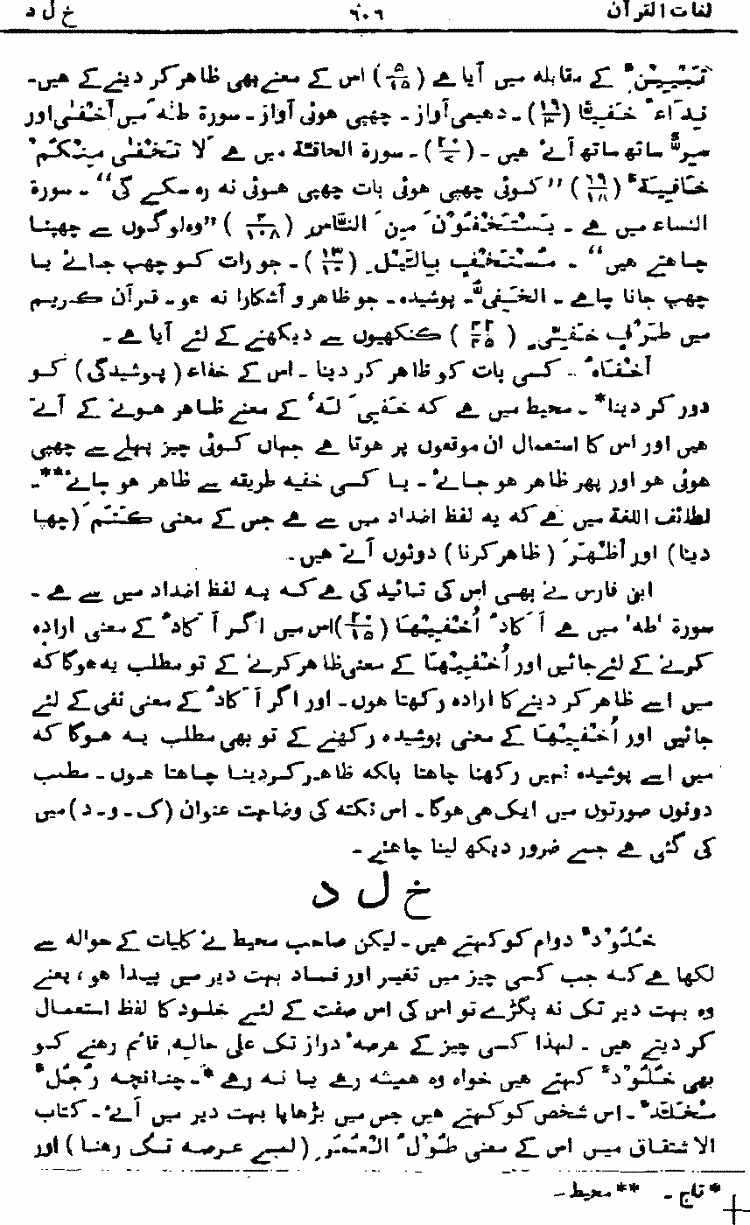 لغات القرآن ۶۰۶ خ ل د
تَبْيِيْنٌ کے مقابلہ میں آیا ہے (۵/۱۵) اس کے معنے بھی ظاہر کر دینے کے ہیں۔
نِدَاءً خَفِيًّا (۱۹/۳)۔ دھیمی آواز۔ چھپی ہوئی آواز۔ سورۃ طٰہٰ میں اَخْفٰی اور
سِرٌّ ساتھ ساتھ آئے ہیں۔ (۲۰/۷)۔ سورۃ الحاقۃ میں ہے لَا تَخْفٰی مِنْكُمْ
خَافِيَةٌ (۶۹/۱۸) ”کوئی چھپی ہوئی بات چھپی ہوئی نہ رہ سکے گی“۔ سورۃ
النساء میں ہے۔ يَسْتَخْفُوْنَ مِنَ النَّاسِ (۴/۱۰۸) ”وہ لوگوں سے چھپنا
چاہتے ہیں“۔ مُسْتَخْفٍ بِالَّيْلِ (۱۳/۱۰)۔ جو رات کو چھپ جائے یا
چھپ جانا چاہے۔ الخَفِیُّ۔ پوشیدہ۔ جو ظاہر و آشکارا نہ ہو۔ قرآن کریم
میں طَرْفٍ خَفِیٍّ (۴۲/۴۵) کنکھیوں سے دیکھنے کے لئے آیا ہے۔
اَخْفَاهُ۔ کسی بات کو ظاہر کر دینا۔ اس کے خفاء (پوشیدگی) کو
دور کر دینا*۔ محیط میں ہے کہ خَفِیَ لَهُ کے معنے ظاہر ہونے کے آتے
ہیں اور اس کا استعمال ان موقعوں پر ہوتا ہے جہاں کوئی چیز پہلے سے چھپی
ہوئی ہو اور پھر ظاہر ہو جائے۔ یا کسی خفیہ طریقہ سے ظاہر ہو جائے**۔
لطائف اللغۃ میں ہے کہ یہ لفظ اضداد میں سے ہے جس کے معنی كَتَمَ (چھپا
دینا) اور اَظْهَرَ (ظاہر کرنا) دونوں آتے ہیں۔
ابن فارس نے بھی اس کی تائید کی ہے کہ یہ لفظ اضداد میں سے ہے۔
سورۃ ’طہ‘ میں ہے اَكَادُ اُخْفِيْهَا (۲۰/۱۵) اس میں اگر اَكَادُ کے معنی ارادہ
کرنے کے لئے جائیں اور اُخْفِيْهَا کے معنی ظاہر کرنے کے تو مطلب یہ ہوگا کہ
میں اسے ظاہر کر دینے کا ارادہ رکھتا ہوں۔ اور اگر اَكَادُ کے معنی نفی کے لئے
جائیں اور اُخْفِيْهَا کے معنی پوشیدہ رکھنے کے تو بھی مطلب یہ ہوگا کہ
میں اسے پوشیدہ نہیں رکھنا چاہتا بلکہ ظاہر کردینا چاہتا ہوں۔ مطلب
دونوں صورتوں میں ایک ہی ہوگا۔ اس نکتہ کی وضاحت عنوان (ک ۔ و ۔ د) میں
کی گئی ہے جسے ضرور دیکھ لینا چاہئے۔
خ ل د
خُلُوْدٌ دوام کو کہتے ہیں۔ لیکن صاحب محیط نے کلیات کے حوالہ سے
لکھا ہے کہ جب کسی چیز میں تغیر اور فساد بہت دیر میں پیدا ہو، یعنے
وہ بہت دیر تک نہ بگڑے تو اس کی اس صفت کے لئے خلود کا لفظ استعمال
کر دیتے ہیں۔ لہٰذا کسی چیز کے عرصہ دراز تک علیٰ حالہٖ قائم رہنے کو
بھی خُلُوْدٌ کہتے ہیں خواہ وہ ہمیشہ رہے یا نہ رہے*۔ چنانچہ رَجُلٌ
مُخَلَّدٌ۔ اس شخص کو کہتے ہیں جس میں بڑھاپا بہت دیر میں آئے۔ کتاب
الاشتقاق میں اس کے معنی طُوْلُ الْعُمُرِ (لمبے عرصہ تک رہنا) اور
*تاج۔ **محیط۔